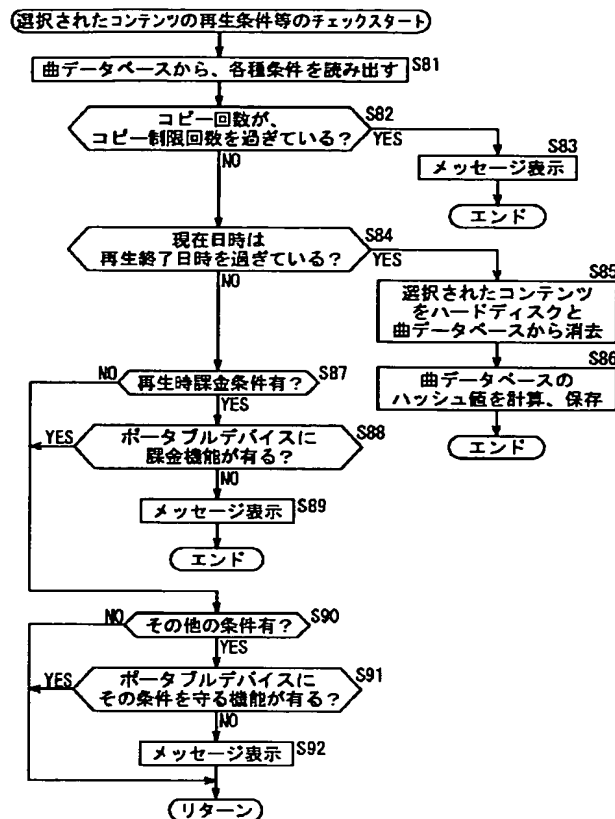 選択されたコンテンツの再生条件等のチェックスタート
S81
曲データベースから、各種条件を読み出す
S82
コピー回数が、
コピー制限回数を過ぎている？
YES
NO
S83
メッセージ表示
エンド
S84
現在日時は
再生終了日時を過ぎている？
YES
NO
S85
選択されたコンテンツ
をハードディスクと
曲データベースから消去
S86
曲データベースの
ハッシュ値を計算、保存
エンド
S87
NO
再生時課金条件有？
YES
S88
YES
ポータブルデバイスに
課金機能が有る？
NO
S89
メッセージ表示
エンド
S90
NO
その他の条件有？
YES
S91
YES
ポータブルデバイスに
その条件を守る機能が有る？
NO
S92
メッセージ表示
リターン